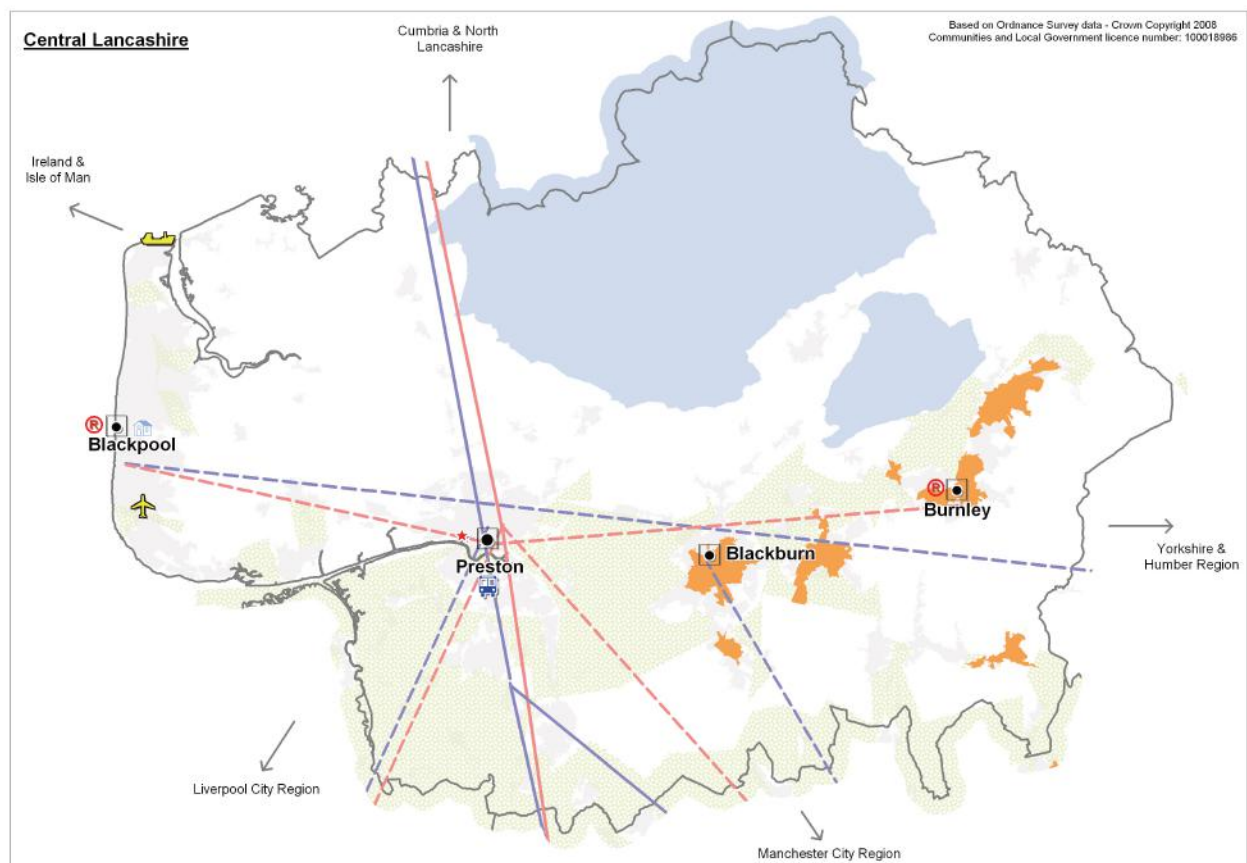 Central Lancashire
Cumbria & North
Lancashire
Based on Ordnance Survey data - Crown Copyright 2008
Communities and Local Government licence number: 100018986
Ireland &
Isle of Man
R
Blackpool
R
Burnley
Preston
Blackburn
Yorkshire &
Humber Region
Liverpool City Region
Manchester City Region